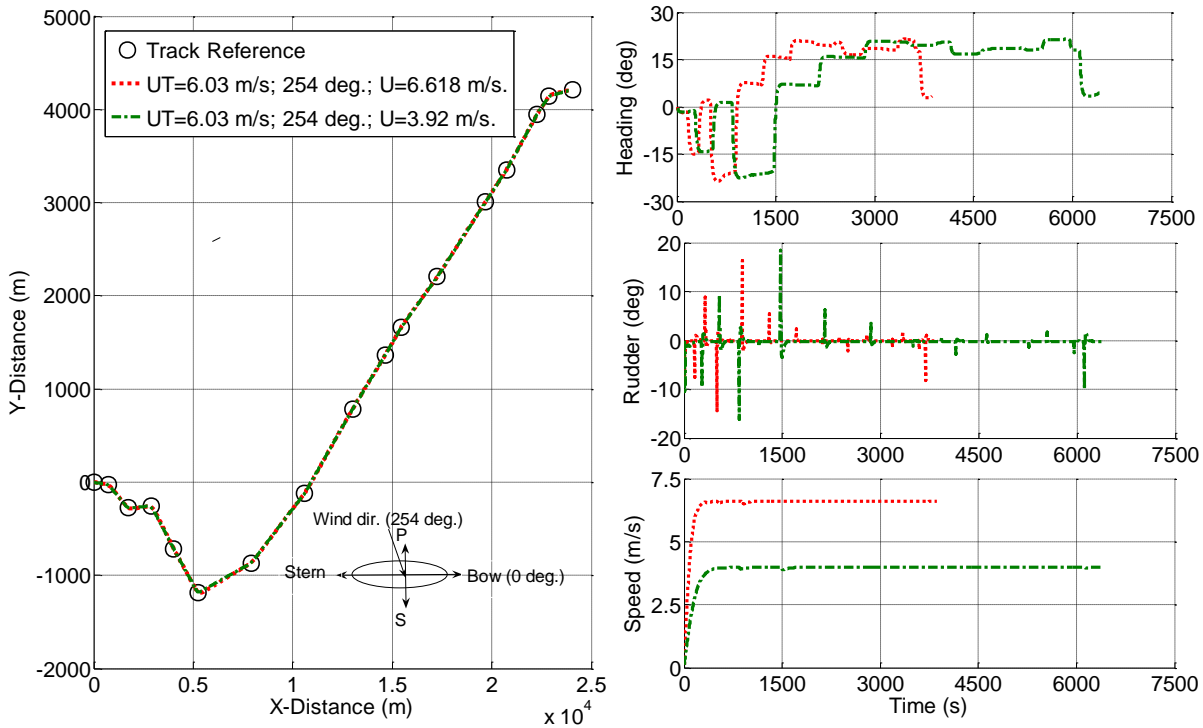 5000
4000
3000
2000
1000
0
-1000
-2000
Y-Distance (m)
Track Reference
UT=6.03 m/s; 254 deg.; U=6.618 m/s.
UT=6.03 m/s; 254 deg.; U=3.92 m/s.
Wind dir. (254 deg.)
P
Stern
Bow (0 deg.)
S
0 0.5 1 1.5 2 2.5
X-Distance (m)
x 10^4
30
15
0
-15
-30
Heading (deg)
0 1500 3000 4500 6000 7500
20
10
0
-10
-20
Rudder (deg)
0 1500 3000 4500 6000 7500
7.5
5
2.5
0
Speed (m/s)
0 1500 3000 4500 6000 7500
Time (s)